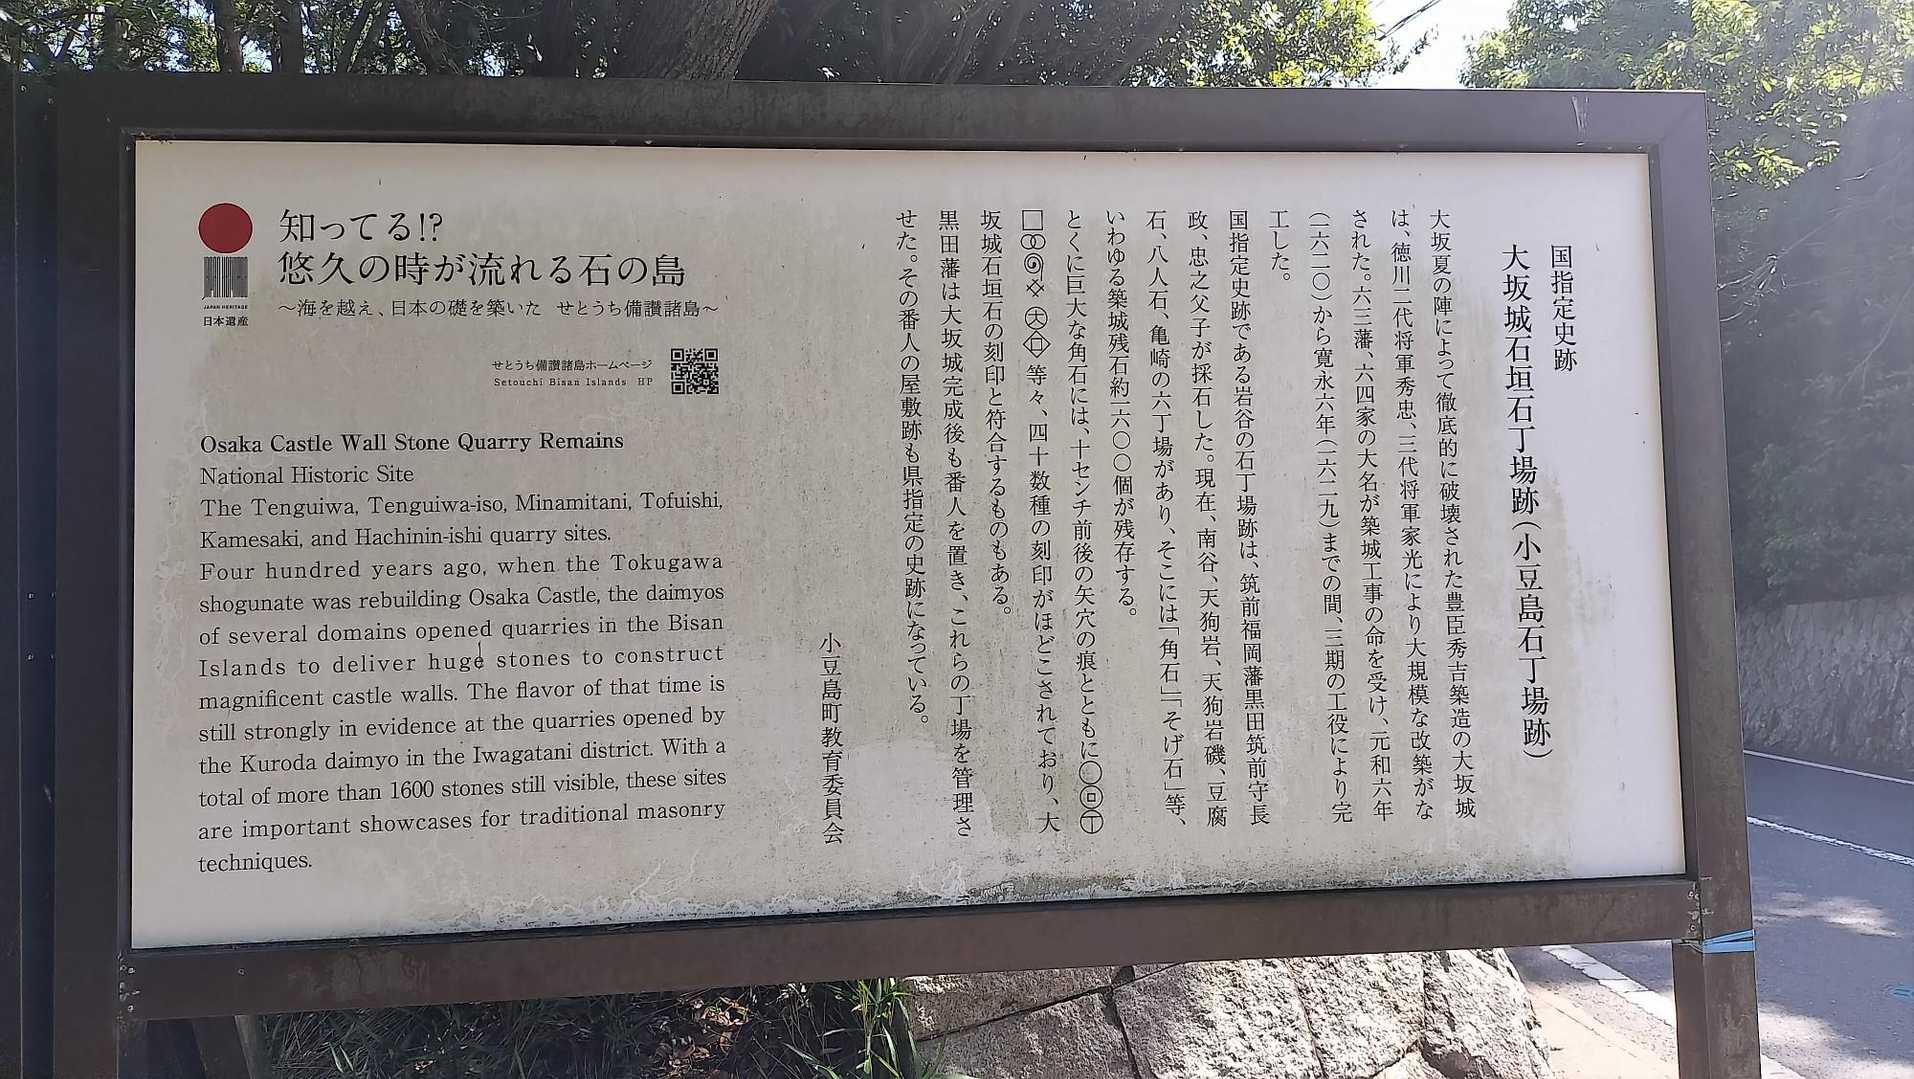 知ってる!?
悠久の時が流れる石の島
～海を越え、日本の礎を築いた せとうち備讃諸島～
JAPAN HERITAGE
日本遺産
せとうち備讃諸島ホームページ
Setouchi Bisan Islands HP
Osaka Castle Wall Stone Quarry Remains
National Historic Site
The Tenguiwa, Tenguiwa-iso, Minamitani, Tofuishi,
Kamesaki, and Hachinin-ishi quarry sites.
Four hundred years ago, when the Tokugawa
shogunate was rebuilding Osaka Castle, the daimyos
of several domains opened quarries in the Bisan
Islands to deliver huge stones to construct
magnificent castle walls. The flavor of that time is
still strongly in evidence at the quarries opened by
the Kuroda daimyo in the Iwagatani district. With a
total of more than 1600 stones still visible, these sites
are important showcases for traditional masonry
techniques.
国指定史跡
大坂城石垣石丁場跡(小豆島石丁場跡)
大坂夏の陣によって徹底的に破壊された豊臣秀吉築造の大坂城
は、徳川二代将軍秀忠、三代将軍家光により大規模な改築がな
された。六三藩、六四家の大名が築城工事の命を受け、元和六年
(一六二〇)から寛永六年(一六二九)までの間、三期の工役により完
工した。
国指定史跡である岩谷の石丁場跡は、筑前福岡藩黒田筑前守長
政、忠之父子が採石した。現在、南谷、天狗岩、天狗岩磯、豆腐
石、八人石、亀崎の六丁場があり、そこには「角石」「そげ石」等、
いわゆる築城残石約一六〇〇個が残存する。
とくに巨大な角石には、十センチ前後の矢穴の痕とともに
等々、四十数種の刻印がほどこされており、大
坂城石垣石の刻印と符合するものもある。
黒田藩は大坂城完成後も番人を置き、これらの丁場を管理さ
せた。その番人の屋敷跡も県指定の史跡になっている。
小豆島町教育委員会